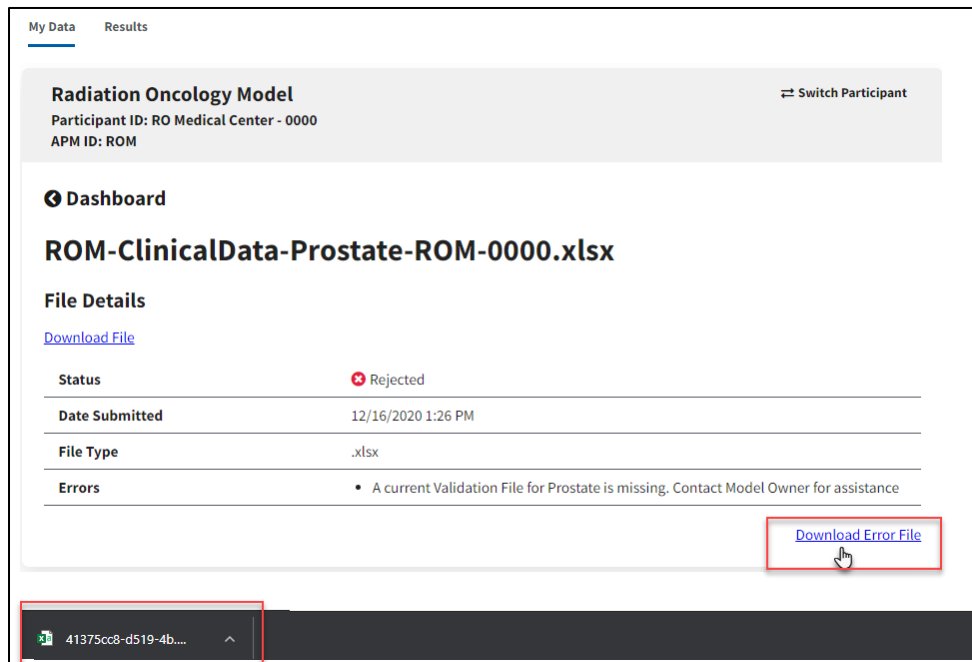 My Data Results
Radiation Oncology Model
Switch Participant
Participant ID: RO Medical Center - 0000
APM ID: ROM
Dashboard
ROM-ClinicalData-Prostate-ROM-0000.xlsx
File Details
Download File
Status Rejected
Date Submitted 12/16/2020 1:26 PM
File Type .xlsx
Errors • A current Validation File for Prostate is missing. Contact Model Owner for assistance
Download Error File
41375cc8-d519-4b....